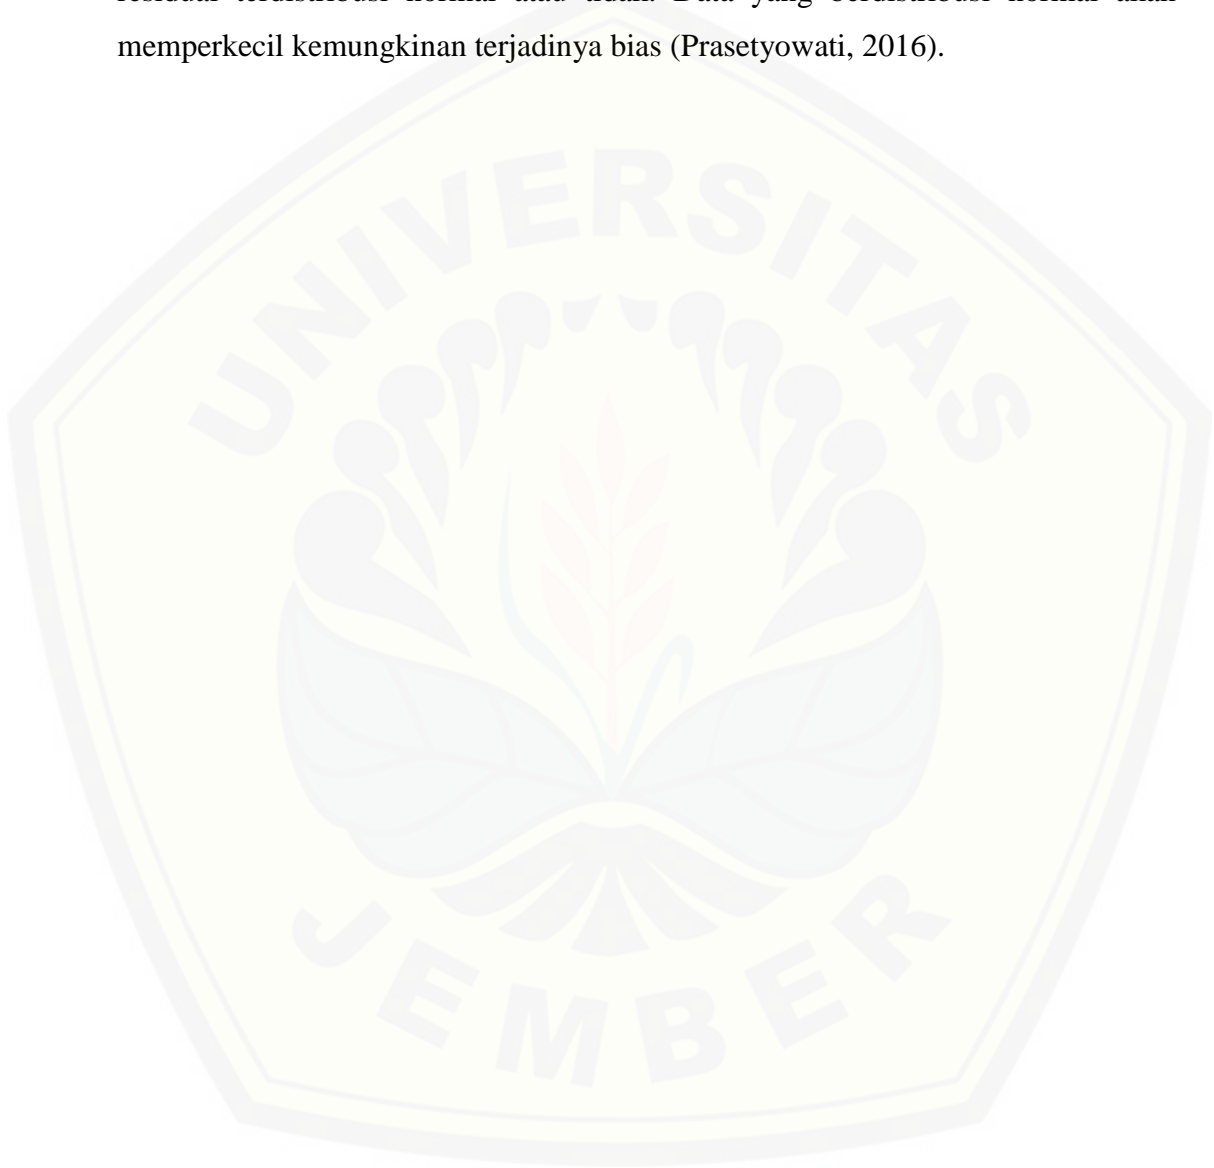 residual terdistribusi normal atau tidak. Data yang berdistribusi normal akan
memperkecil kemungkinan terjadinya bias (Prasetyowati, 2016).
UNIVERSITAS
JEMBER